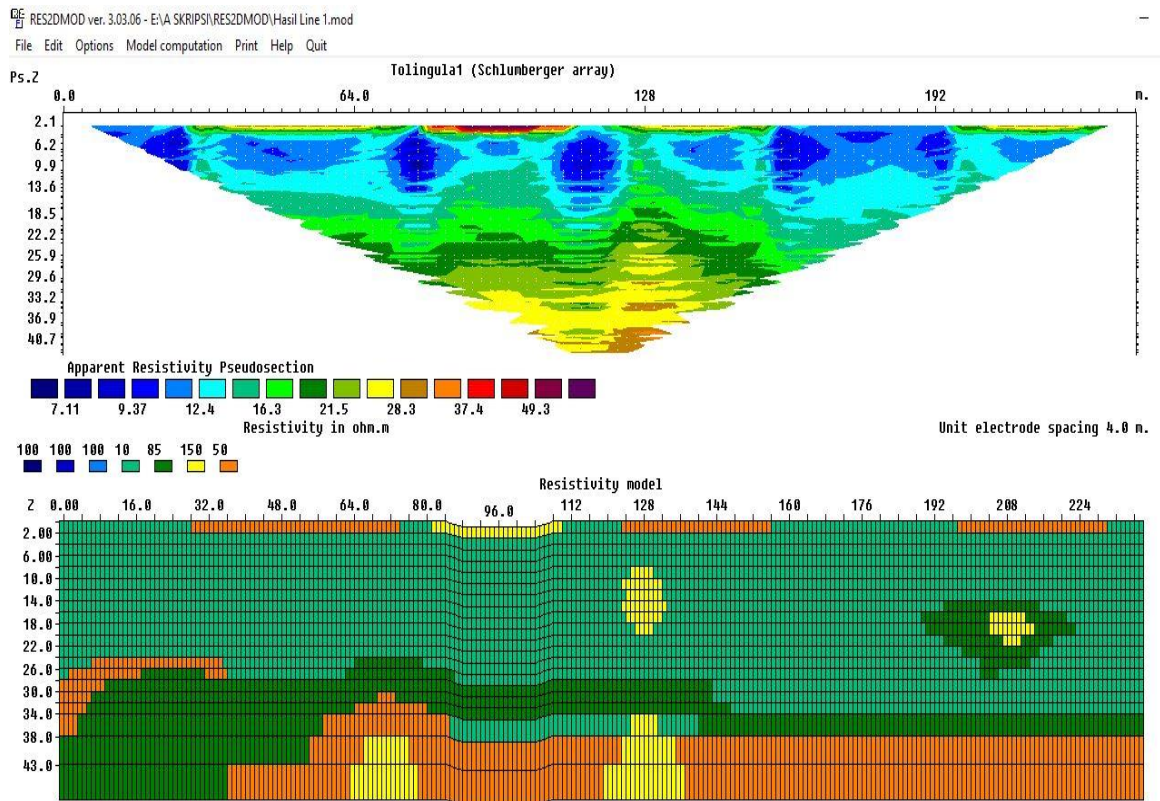 RES2DMOD ver. 3.03.06 - E:\A SKRIPSI\RES2DMOD\Hasil Line 1.mod
File Edit Options Model computation Print Help Quit
Tolingula1 (Schlumberger array)
Ps.Z
0.0 64.0 128 192 m.
2.1
6.2
9.9
13.6
18.5
22.2
25.9
29.6
33.2
36.9
40.7
Apparent Resistivity Pseudosection
7.11 9.37 12.4 16.3 21.5 28.3 37.4 49.3
Resistivity in ohm.m
Unit electrode spacing 4.0 m.
100 100 100 10 85 150 50
Resistivity model
Z 0.00 16.0 32.0 48.0 64.0 80.0 96.0 112 128 144 160 176 192 208 224
2.00
6.00
10.0
14.0
18.0
22.0
26.0
30.0
34.0
38.0
43.0